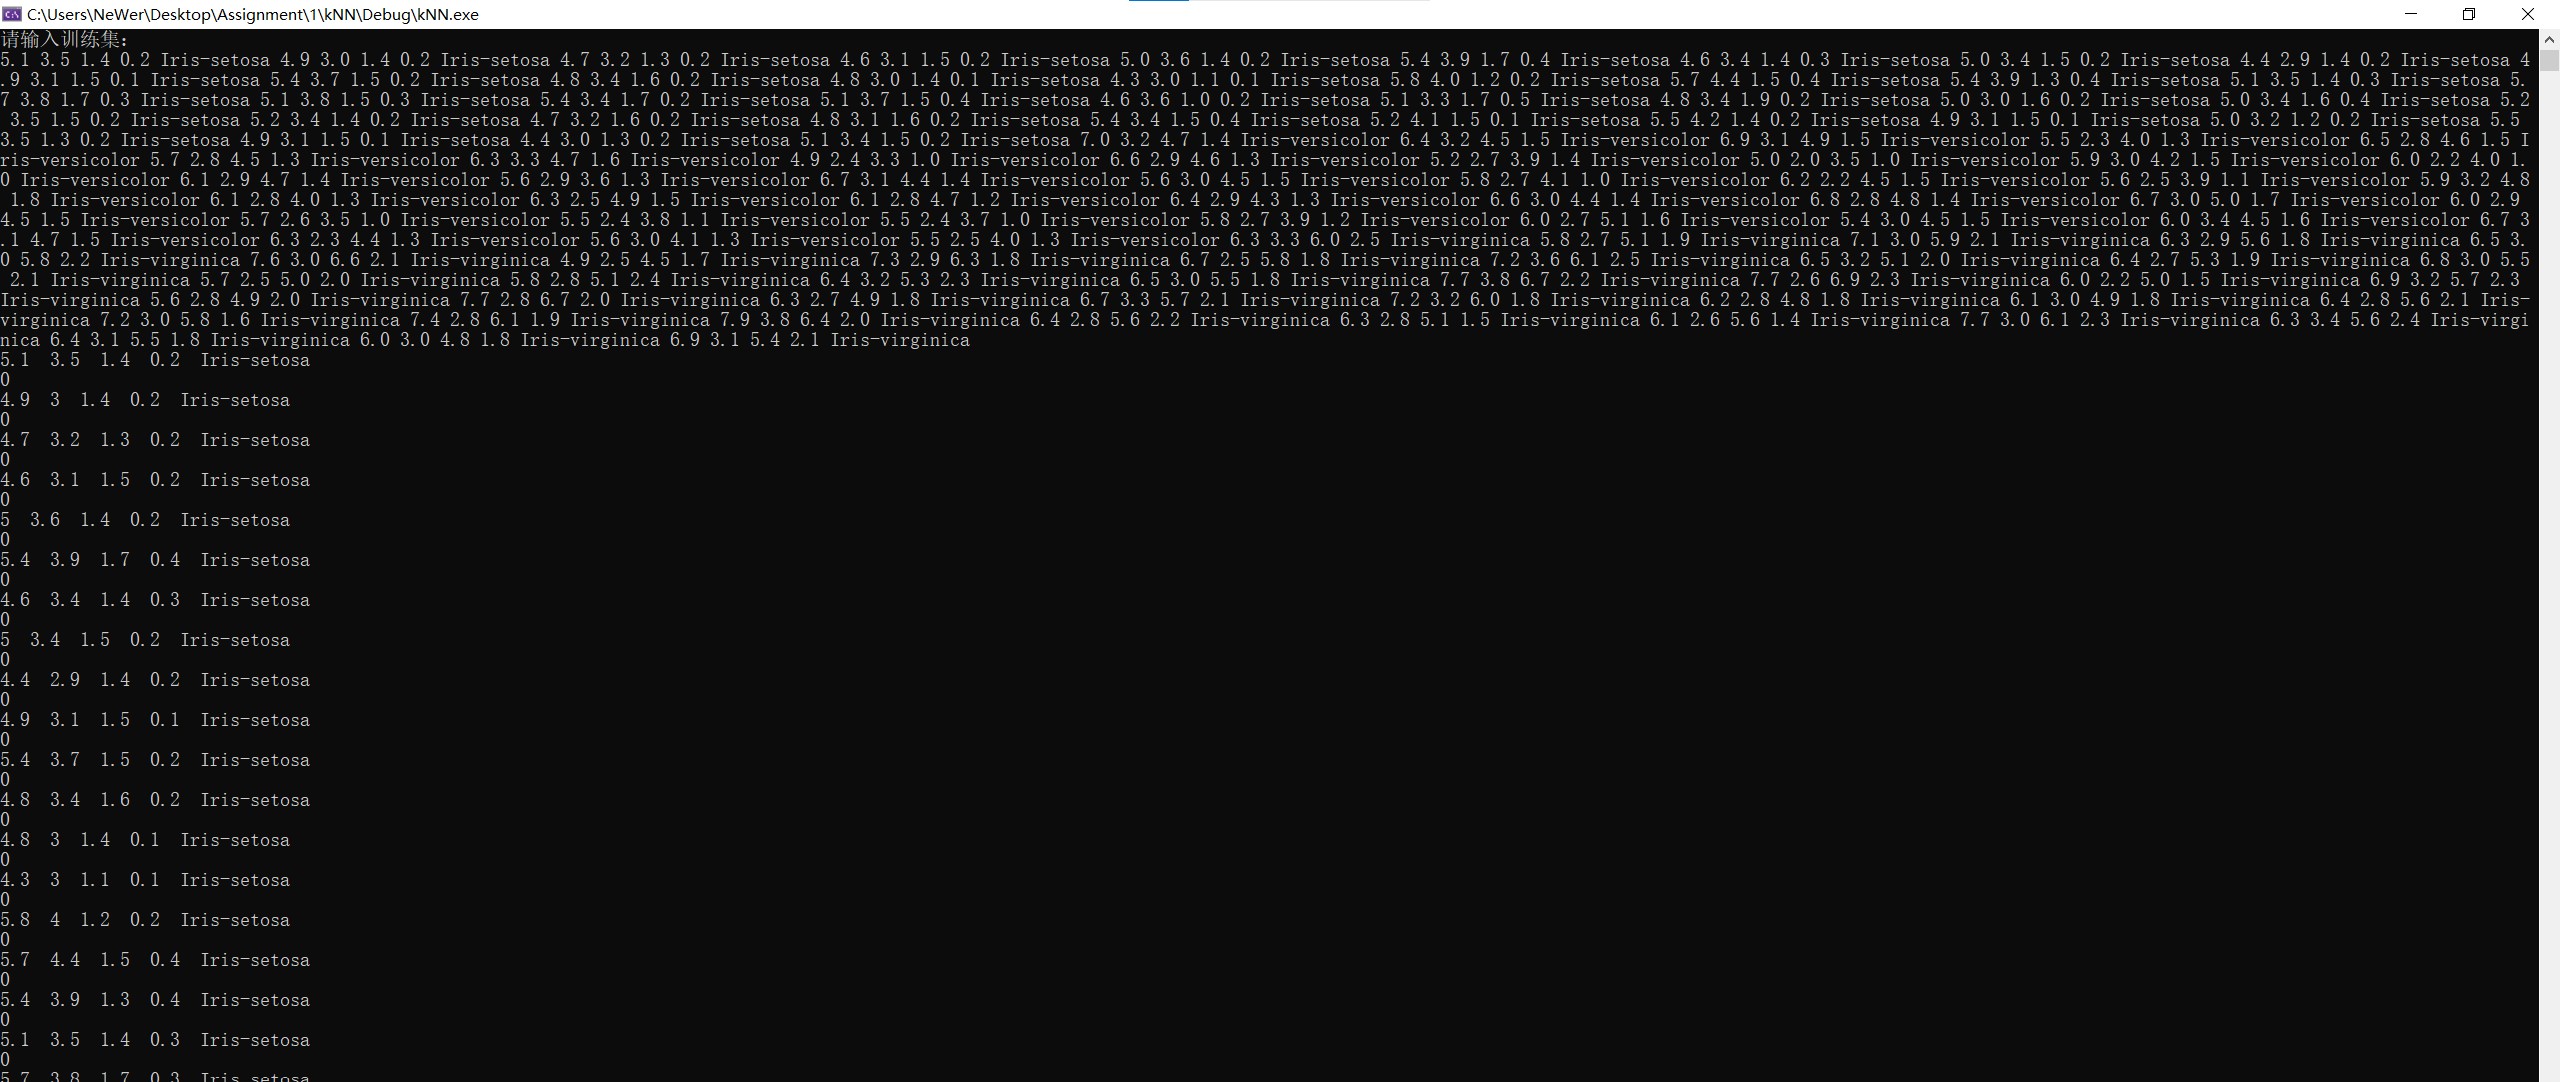 C:\Users\NeWer\Desktop\Assignment\1\kNN\Debug\kNN.exe
请输入训练集:
5.1 3.5 1.4 0.2 Iris-setosa 4.9 3.0 1.4 0.2 Iris-setosa 4.7 3.2 1.3 0.2 Iris-setosa 4.6 3.1 1.5 0.2 Iris-setosa 5.0 3.6 1.4 0.2 Iris-setosa 5.4 3.9 1.7 0.4 Iris-setosa 4.6 3.4 1.4 0.3 Iris-setosa 5.0 3.4 1.5 0.2 Iris-setosa 4.4 2.9 1.4 0.2 Iris-setosa 4
.9 3.1 1.5 0.1 Iris-setosa 5.4 3.7 1.5 0.2 Iris-setosa 4.8 3.4 1.6 0.2 Iris-setosa 4.8 3.0 1.4 0.1 Iris-setosa 4.3 3.0 1.1 0.1 Iris-setosa 5.8 4.0 1.2 0.2 Iris-setosa 5.7 4.4 1.5 0.4 Iris-setosa 5.4 3.9 1.3 0.4 Iris-setosa 5.1 3.5 1.4 0.3 Iris-setosa 5.
7 3.8 1.7 0.3 Iris-setosa 5.1 3.8 1.5 0.3 Iris-setosa 5.4 3.4 1.7 0.2 Iris-setosa 5.1 3.7 1.5 0.4 Iris-setosa 4.6 3.6 1.0 0.2 Iris-setosa 5.1 3.3 1.7 0.5 Iris-setosa 4.8 3.4 1.9 0.2 Iris-setosa 5.0 3.0 1.6 0.2 Iris-setosa 5.0 3.4 1.6 0.4 Iris-setosa 5.2
3.5 1.5 0.2 Iris-setosa 5.2 3.4 1.4 0.2 Iris-setosa 4.7 3.2 1.6 0.2 Iris-setosa 4.8 3.1 1.6 0.2 Iris-setosa 5.4 3.4 1.5 0.4 Iris-setosa 5.2 4.1 1.5 0.1 Iris-setosa 5.5 4.2 1.4 0.2 Iris-setosa 4.9 3.1 1.5 0.1 Iris-setosa 5.0 3.2 1.2 0.2 Iris-setosa 5.5
3.5 1.3 0.2 Iris-setosa 4.9 3.1 1.5 0.1 Iris-setosa 4.4 3.0 1.3 0.2 Iris-setosa 5.1 3.4 1.5 0.2 Iris-setosa 7.0 3.2 4.7 1.4 Iris-versicolor 6.4 3.2 4.5 1.5 Iris-versicolor 6.9 3.1 4.9 1.5 Iris-versicolor 5.5 2.3 4.0 1.3 Iris-versicolor 6.5 2.8 4.6 1.5 I
ris-versicolor 5.7 2.8 4.5 1.3 Iris-versicolor 6.3 3.3 4.7 1.6 Iris-versicolor 4.9 2.4 3.3 1.0 Iris-versicolor 6.6 2.9 4.6 1.3 Iris-versicolor 5.2 2.7 3.9 1.4 Iris-versicolor 5.0 2.0 3.5 1.0 Iris-versicolor 5.9 3.0 4.2 1.5 Iris-versicolor 6.0 2.2 4.0 1.
0 Iris-versicolor 6.1 2.9 4.7 1.4 Iris-versicolor 5.6 2.9 3.6 1.3 Iris-versicolor 6.7 3.1 4.4 1.4 Iris-versicolor 5.6 3.0 4.5 1.5 Iris-versicolor 5.8 2.7 4.1 1.0 Iris-versicolor 6.2 2.2 4.5 1.5 Iris-versicolor 5.6 2.5 3.9 1.1 Iris-versicolor 5.9 3.2 4.8
1.8 Iris-versicolor 6.1 2.8 4.0 1.3 Iris-versicolor 6.3 2.5 4.9 1.5 Iris-versicolor 6.1 2.8 4.7 1.2 Iris-versicolor 6.4 2.9 4.3 1.3 Iris-versicolor 6.6 3.0 4.4 1.4 Iris-versicolor 6.8 2.8 4.8 1.4 Iris-versicolor 6.7 3.0 5.0 1.7 Iris-versicolor 6.0 2.9
4.5 1.5 Iris-versicolor 5.7 2.6 3.5 1.0 Iris-versicolor 5.5 2.4 3.8 1.1 Iris-versicolor 5.5 2.4 3.7 1.0 Iris-versicolor 5.8 2.7 3.9 1.2 Iris-versicolor 6.0 2.7 5.1 1.6 Iris-versicolor 5.4 3.0 4.5 1.5 Iris-versicolor 6.0 3.4 4.5 1.6 Iris-versicolor 6.7 3
.1 4.7 1.5 Iris-versicolor 6.3 2.3 4.4 1.3 Iris-versicolor 5.6 3.0 4.1 1.3 Iris-versicolor 5.5 2.5 4.0 1.3 Iris-versicolor 6.3 3.3 6.0 2.5 Iris-virginica 5.8 2.7 5.1 1.9 Iris-virginica 7.1 3.0 5.9 2.1 Iris-virginica 6.3 2.9 5.6 1.8 Iris-virginica 6.5 3.
0 5.8 2.2 Iris-virginica 7.6 3.0 6.6 2.1 Iris-virginica 4.9 2.5 4.5 1.7 Iris-virginica 7.3 2.9 6.3 1.8 Iris-virginica 6.7 2.5 5.8 1.8 Iris-virginica 7.2 3.6 6.1 2.5 Iris-virginica 6.5 3.2 5.1 2.0 Iris-virginica 6.4 2.7 5.3 1.9 Iris-virginica 6.8 3.0 5.5
2.1 Iris-virginica 5.7 2.5 5.0 2.0 Iris-virginica 5.8 2.8 5.1 2.4 Iris-virginica 6.4 3.2 5.3 2.3 Iris-virginica 6.5 3.0 5.5 1.8 Iris-virginica 7.7 3.8 6.7 2.2 Iris-virginica 7.7 2.6 6.9 2.3 Iris-virginica 6.0 2.2 5.0 1.5 Iris-virginica 6.9 3.2 5.7 2.3
Iris-virginica 5.6 2.8 4.9 2.0 Iris-virginica 7.7 2.8 6.7 2.0 Iris-virginica 6.3 2.7 4.9 1.8 Iris-virginica 6.7 3.3 5.7 2.1 Iris-virginica 7.2 3.2 6.0 1.8 Iris-virginica 6.2 2.8 4.8 1.8 Iris-virginica 6.1 3.0 4.9 1.8 Iris-virginica 6.4 2.8 5.6 2.1 Iris-
virginica 7.2 3.0 5.8 1.6 Iris-virginica 7.4 2.8 6.1 1.9 Iris-virginica 7.9 3.8 6.4 2.0 Iris-virginica 6.4 2.8 5.6 2.2 Iris-virginica 6.3 2.8 5.1 1.5 Iris-virginica 6.1 2.6 5.6 1.4 Iris-virginica 7.7 3.0 6.1 2.3 Iris-virginica 6.3 3.4 5.6 2.4 Iris-virgi
nica 6.4 3.1 5.5 1.8 Iris-virginica 6.0 3.0 4.8 1.8 Iris-virginica 6.9 3.1 5.4 2.1 Iris-virginica
5.1 3.5 1.4 0.2 Iris-setosa
0
4.9 3 1.4 0.2 Iris-setosa
0
4.7 3.2 1.3 0.2 Iris-setosa
0
4.6 3.1 1.5 0.2 Iris-setosa
0
5 3.6 1.4 0.2 Iris-setosa
0
5.4 3.9 1.7 0.4 Iris-setosa
0
4.6 3.4 1.4 0.3 Iris-setosa
0
5 3.4 1.5 0.2 Iris-setosa
0
4.4 2.9 1.4 0.2 Iris-setosa
0
4.9 3.1 1.5 0.1 Iris-setosa
0
5.4 3.7 1.5 0.2 Iris-setosa
0
4.8 3.4 1.6 0.2 Iris-setosa
0
4.8 3 1.4 0.1 Iris-setosa
0
4.3 3 1.1 0.1 Iris-setosa
0
5.8 4 1.2 0.2 Iris-setosa
0
5.7 4.4 1.5 0.4 Iris-setosa
0
5.4 3.9 1.3 0.4 Iris-setosa
0
5.1 3.5 1.4 0.3 Iris-setosa
0
5.7 3.8 1.7 0.3 Iris-setosa